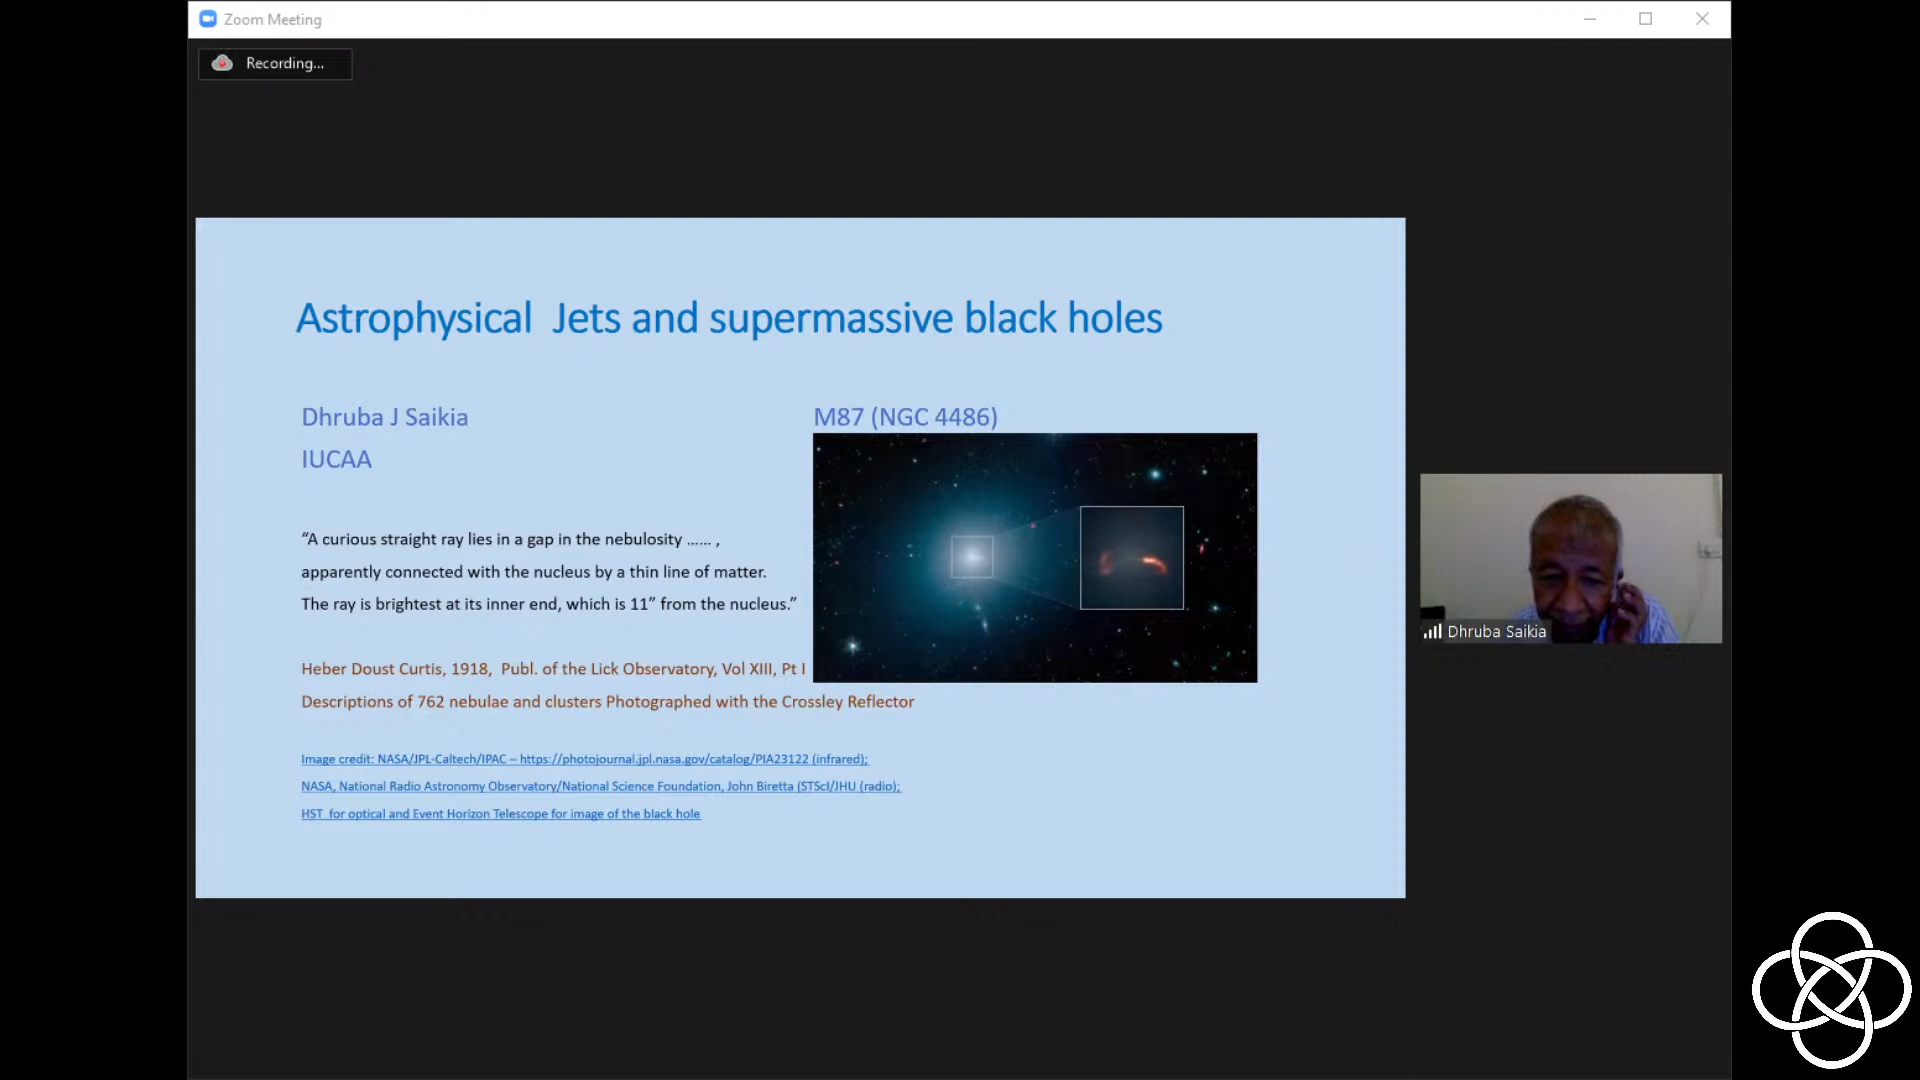 Zoom Meeting
Recording...
Astrophysical Jets and supermassive black holes
Dhruba J Saikia
IUCAA
M87 (NGC 4486)
“A curious straight ray lies in a gap in the nebulosity ...... ,
apparently connected with the nucleus by a thin line of matter.
The ray is brightest at its inner end, which is 11” from the nucleus.”
Heber Doust Curtis, 1918, Publ. of the Lick Observatory, Vol XIII, Pt I
Descriptions of 762 nebulae and clusters Photographed with the Crossley Reflector
Image credit: NASA/JPL-Caltech/IPAC – https://photojournal.jpl.nasa.gov/catalog/PIA23122 (infrared);
NASA, National Radio Astronomy Observatory/National Science Foundation, John Biretta (STScI/JHU (radio);
HST for optical and Event Horizon Telescope for image of the black hole
Dhruba Saikia